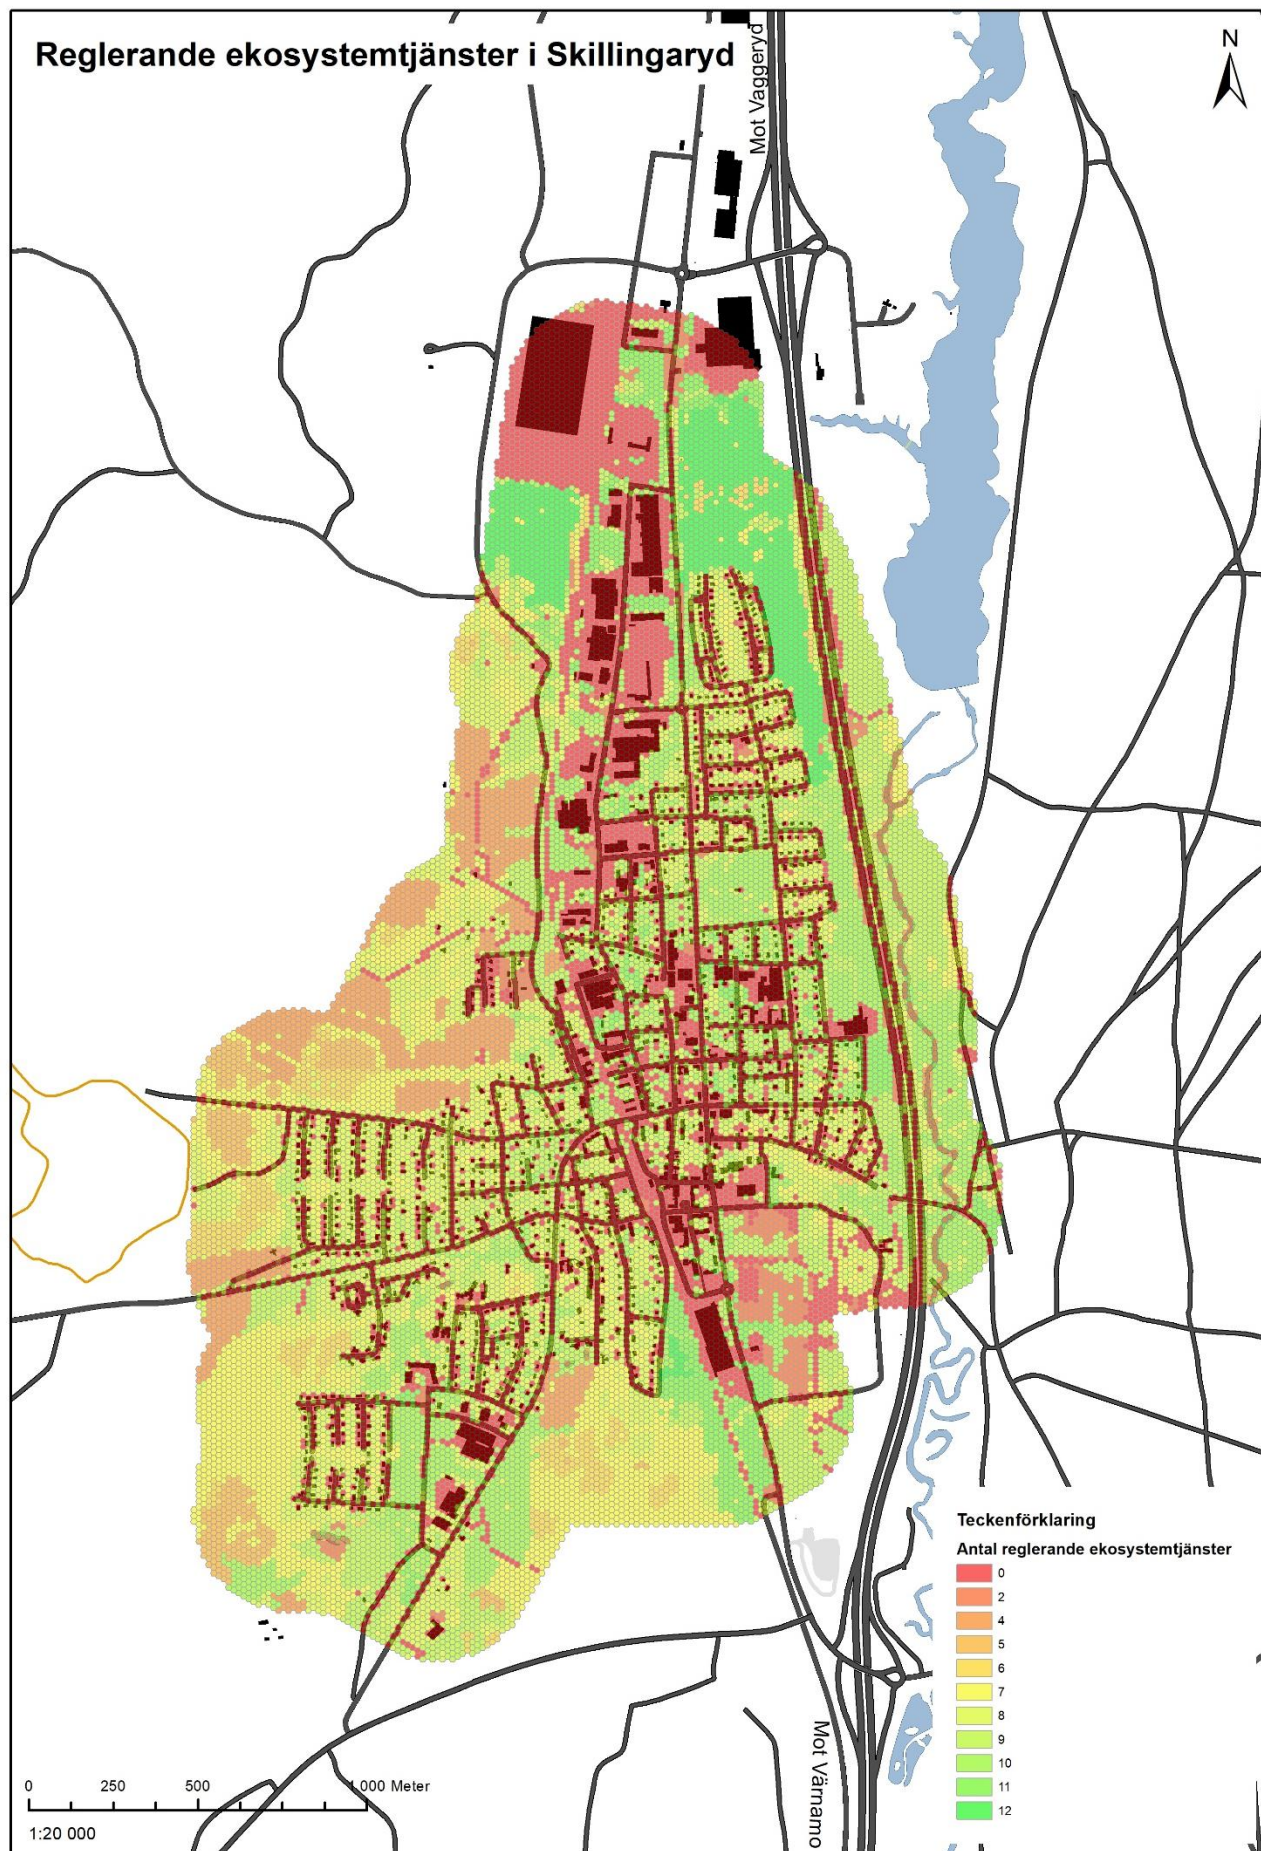 Reglerande ekosystemtjänster i Skillingaryd
N
Mot Vaggeryd
Teckenförklaring
Antal reglerande ekosystemtjänster
0
2
4
5
6
7
8
9
10
11
12
0 250 500 1 000 Meter
1:20 000
Mot Värnamo